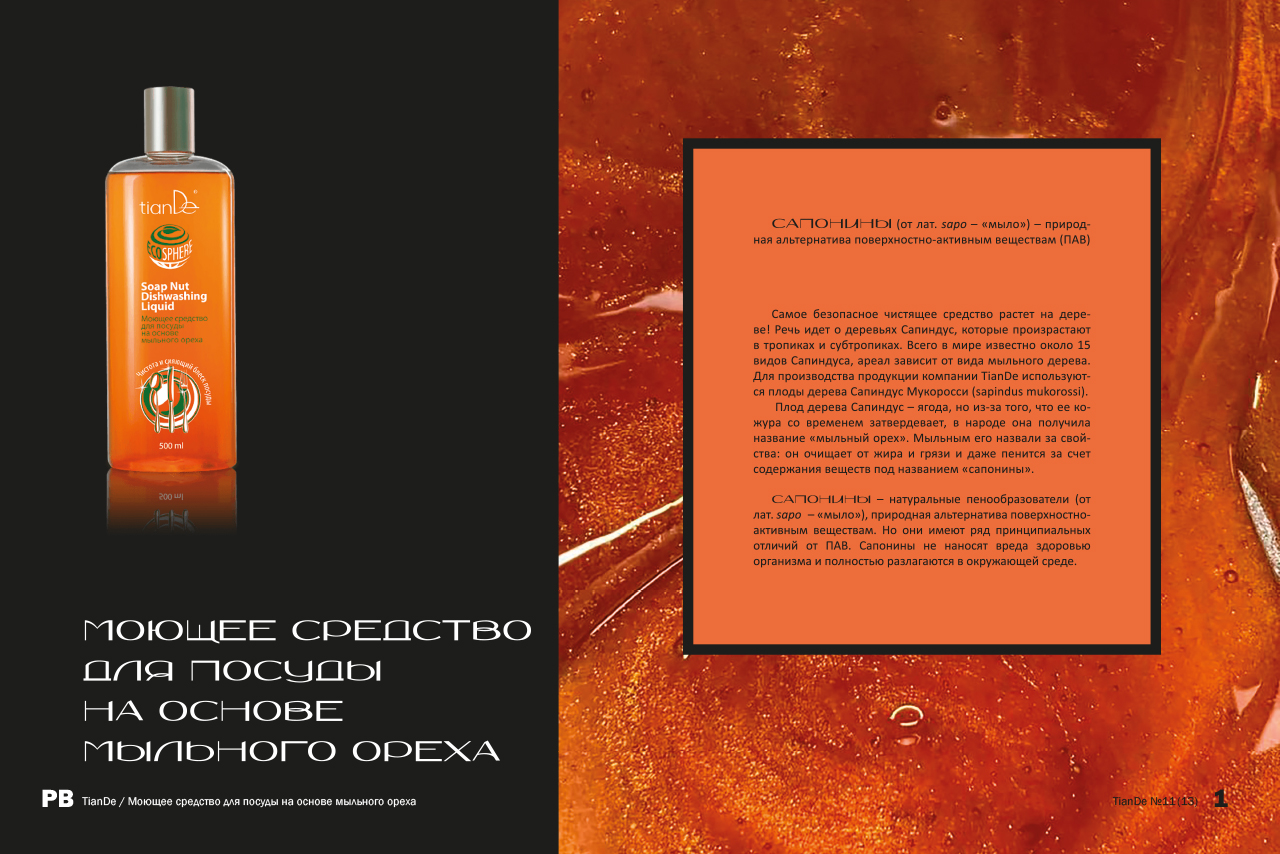 tianDe®
ECOSPHERE
Soap Nut
Dishwashing
Liquid
Моющее средство
для посуды
на основе
мыльного ореха
Чистота и сияющий блеск посуды
500 ml
МОЮЩЕЕ СРЕДСТВО
ДЛЯ ПОСУДЫ
НА ОСНОВЕ
МЫЛЬНОГО ОРЕХА
PB TianDe / Моющее средство для посуды на основе мыльного ореха
САПОНИНЫ (от лат. sapo – «мыло») – природ-
ная альтернатива поверхностно-активным веществам (ПАВ)
Самое безопасное чистящее средство растет на дере-
ве! Речь идет о деревьях Сапиндус, которые произрастают
в тропиках и субтропиках. Всего в мире известно около 15
видов Сапиндуса, ареал зависит от вида мыльного дерева.
Для производства продукции компании TianDe используют-
ся плоды дерева Сапиндус Мукоросси (sapindus mukorossi).
Плод дерева Сапиндус – ягода, но из-за того, что ее ко-
жура со временем затвердевает, в народе она получила
название «мыльный орех». Мыльным его назвали за свой-
ства: он очищает от жира и грязи и даже пенится за счет
содержания веществ под названием «сапонины».
САПОНИНЫ – натуральные пенообразователи (от
лат. sapo – «мыло»), природная альтернатива поверхностно-
активным веществам. Но они имеют ряд принципиальных
отличий от ПАВ. Сапонины не наносят вреда здоровью
организма и полностью разлагаются в окружающей среде.
TianDe №11(13) 1